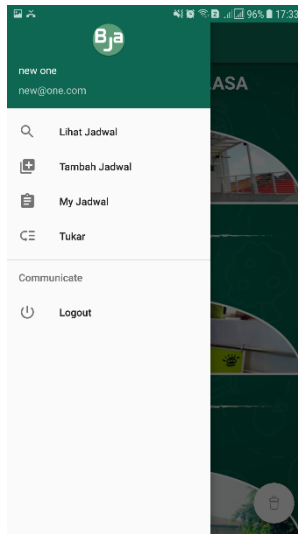 96% 17:33
Bja
new one
new@one.com
ASA
Lihat Jadwal
Tambah Jadwal
My Jadwal
Tukar
Communicate
Logout